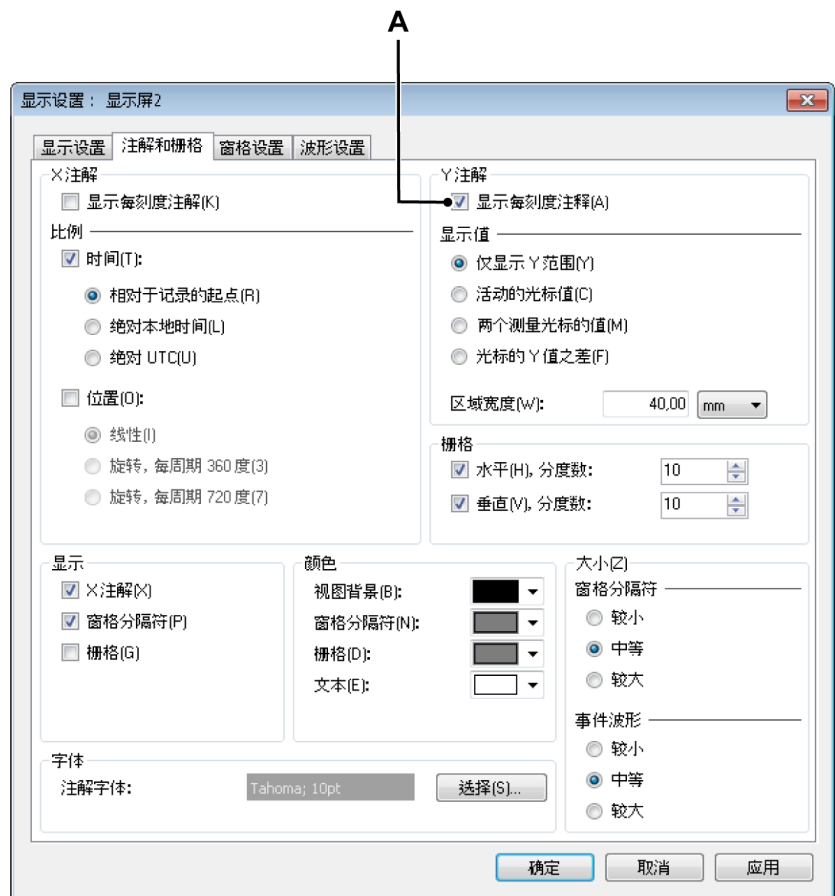 A
显示设置： 显示屏2
显示设置 注解和栅格 窗格设置 波形设置
X注解
显示每刻度注解(K)
比例
时间(T):
相对于记录的起点(R)
绝对本地时间(L)
绝对 UTC(U)
位置(O):
线性(I)
旋转, 每周期 360 度(3)
旋转, 每周期 720 度(7)
Y注解
显示每刻度注释(A)
显示值
仅显示 Y 范围(Y)
活动的光标值(C)
两个测量光标的值(M)
光标的 Y 值之差(F)
区域宽度(W): 40,00 mm
栅格
水平(H), 分度数: 10
垂直(V), 分度数: 10
显示
X注解(X)
窗格分隔符(P)
栅格(G)
颜色
视图背景(B):
窗格分隔符(N):
栅格(D):
文本(E):
大小(Z)
窗格分隔符
较小
中等
较大
事件波形
较小
中等
较大
字体
注解字体: Tahoma; 10pt 选择(S)...
确定 取消 应用